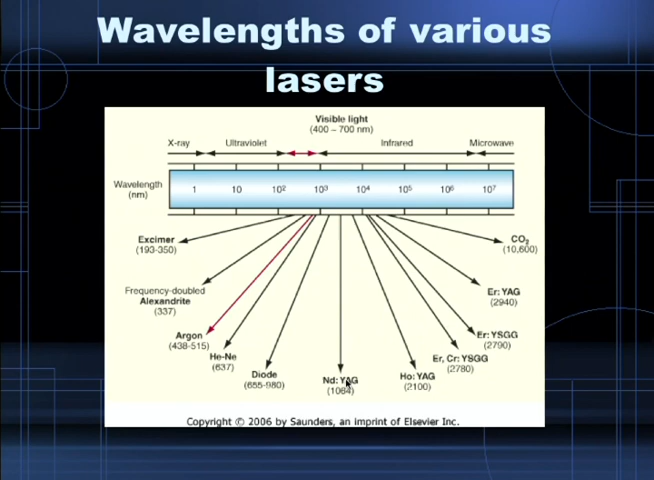 Wavelengths of various
lasers
Visible light
(400 – 700 nm)
X-ray Ultraviolet Infrared Microwave
Wavelength
(nm)
1 10 10² 10³ 10⁴ 10⁵ 10⁶ 10⁷
Excimer
(193-350)
CO₂
(10,600)
Frequency-doubled
Alexandrite
(337)
Er: YAG
(2940)
Argon
(438-515)
Er: YSGG
(2790)
He-Ne
(637)
Er, Cr: YSGG
(2780)
Diode
(655-980)
Nd: YAG
(1064)
Ho: YAG
(2100)
Copyright © 2006 by Saunders, an imprint of Elsevier Inc.